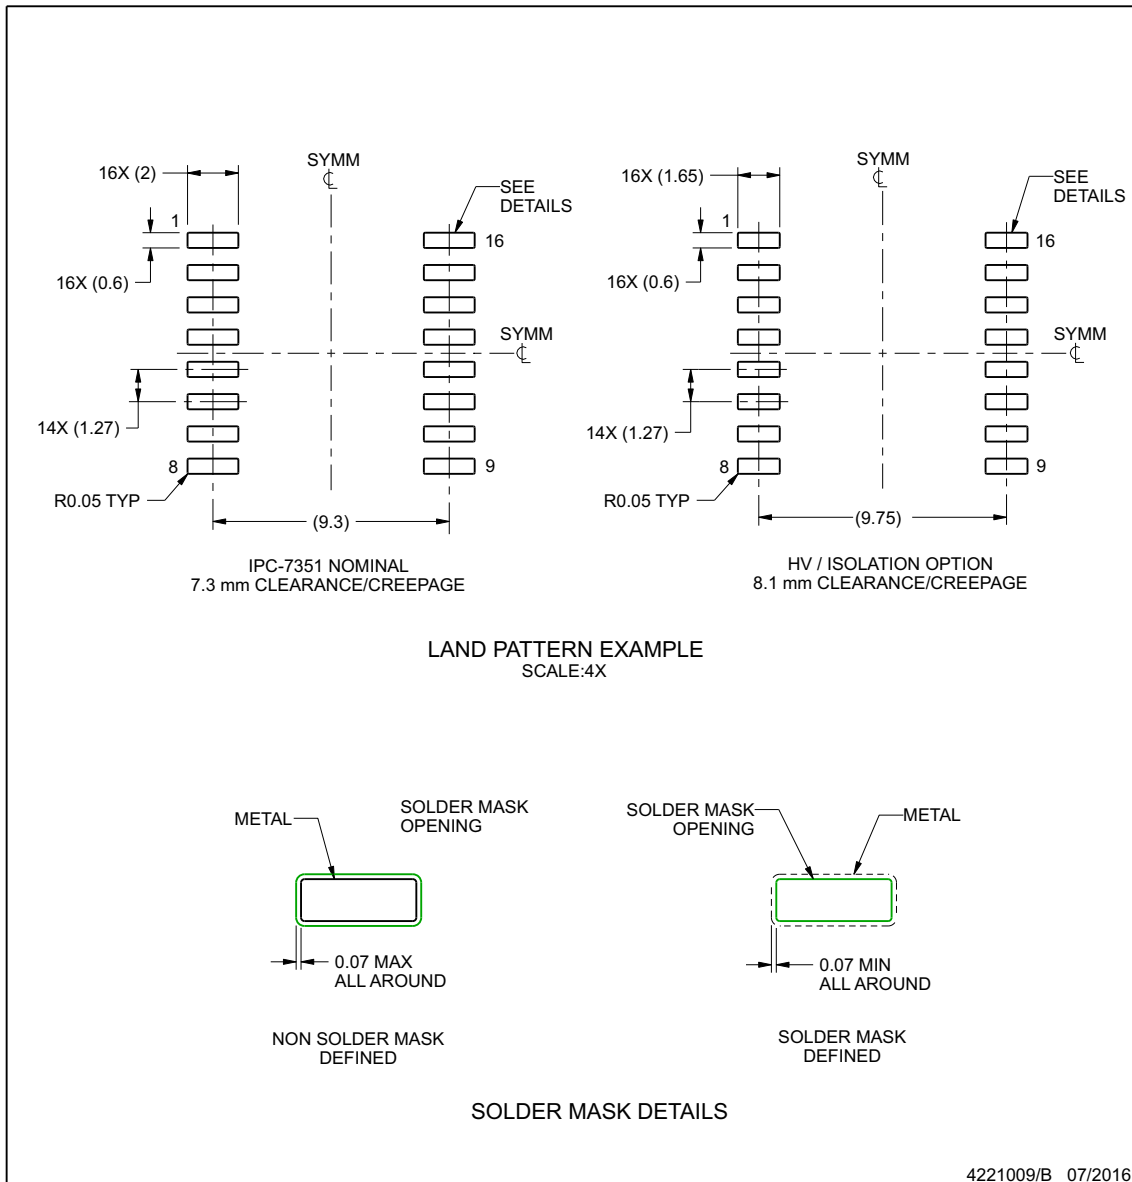 16X (2)
SYMM
SEE
DETAILS
1
16
16X (0.6)
SYMM
14X (1.27)
8
9
R0.05 TYP
(9.3)
IPC-7351 NOMINAL
7.3 mm CLEARANCE/CREEPAGE
16X (1.65)
SYMM
SEE
DETAILS
1
16
16X (0.6)
SYMM
14X (1.27)
8
9
R0.05 TYP
(9.75)
HV / ISOLATION OPTION
8.1 mm CLEARANCE/CREEPAGE
LAND PATTERN EXAMPLE
SCALE:4X
METAL
SOLDER MASK
OPENING
0.07 MAX
ALL AROUND
NON SOLDER MASK
DEFINED
SOLDER MASK
OPENING
METAL
0.07 MIN
ALL AROUND
SOLDER MASK
DEFINED
SOLDER MASK DETAILS
4221009/B 07/2016